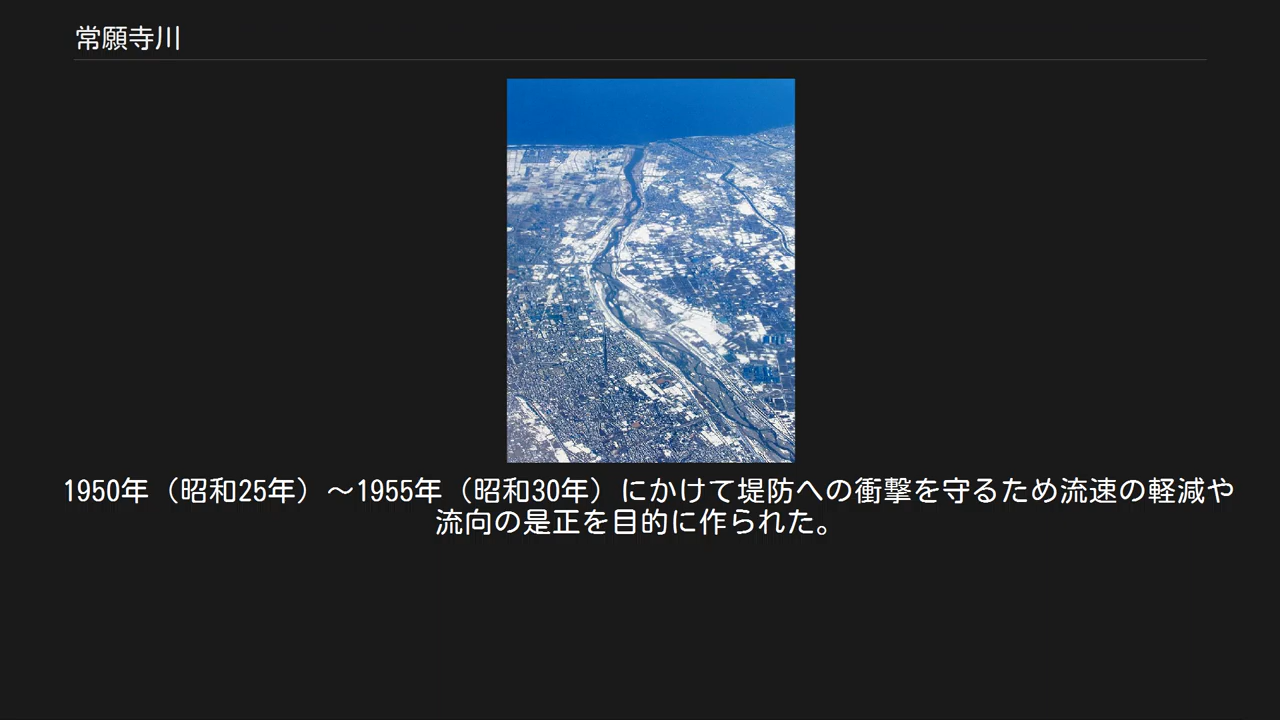 常願寺川
1950年（昭和25年）～1955年（昭和30年）にかけて堤防への衝撃を守るため流速の軽減や
流向の是正を目的に作られた。